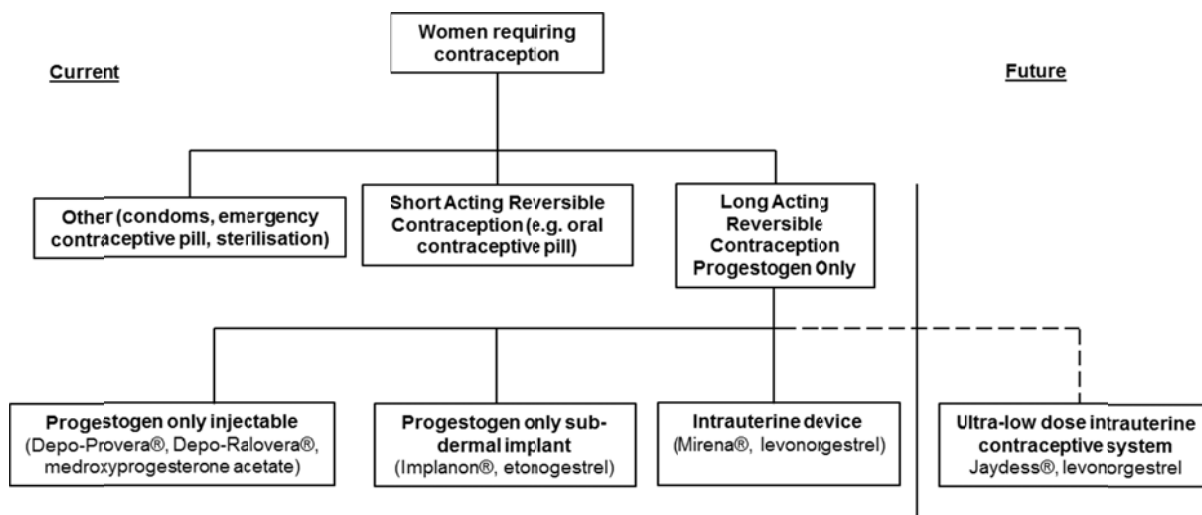 Women requiring
contraception
Current
Future
Other (condoms, emergency
contraceptive pill, sterilisation)
Short Acting Reversible
Contraception (e.g. oral
contraceptive pill)
Long Acting
Reversible
Contraception
Progestogen Only
Progestogen only injectable
(Depo-Provera®, Depo-Ralovera®,
medroxyprogesterone acetate)
Progestogen only sub-
dermal implant
(Implanon®, etonogestrel)
Intrauterine device
(Mirena®, levonorgestrel)
Ultra-low dose intrauterine
contraceptive system
Jaydess®, levonorgestrel